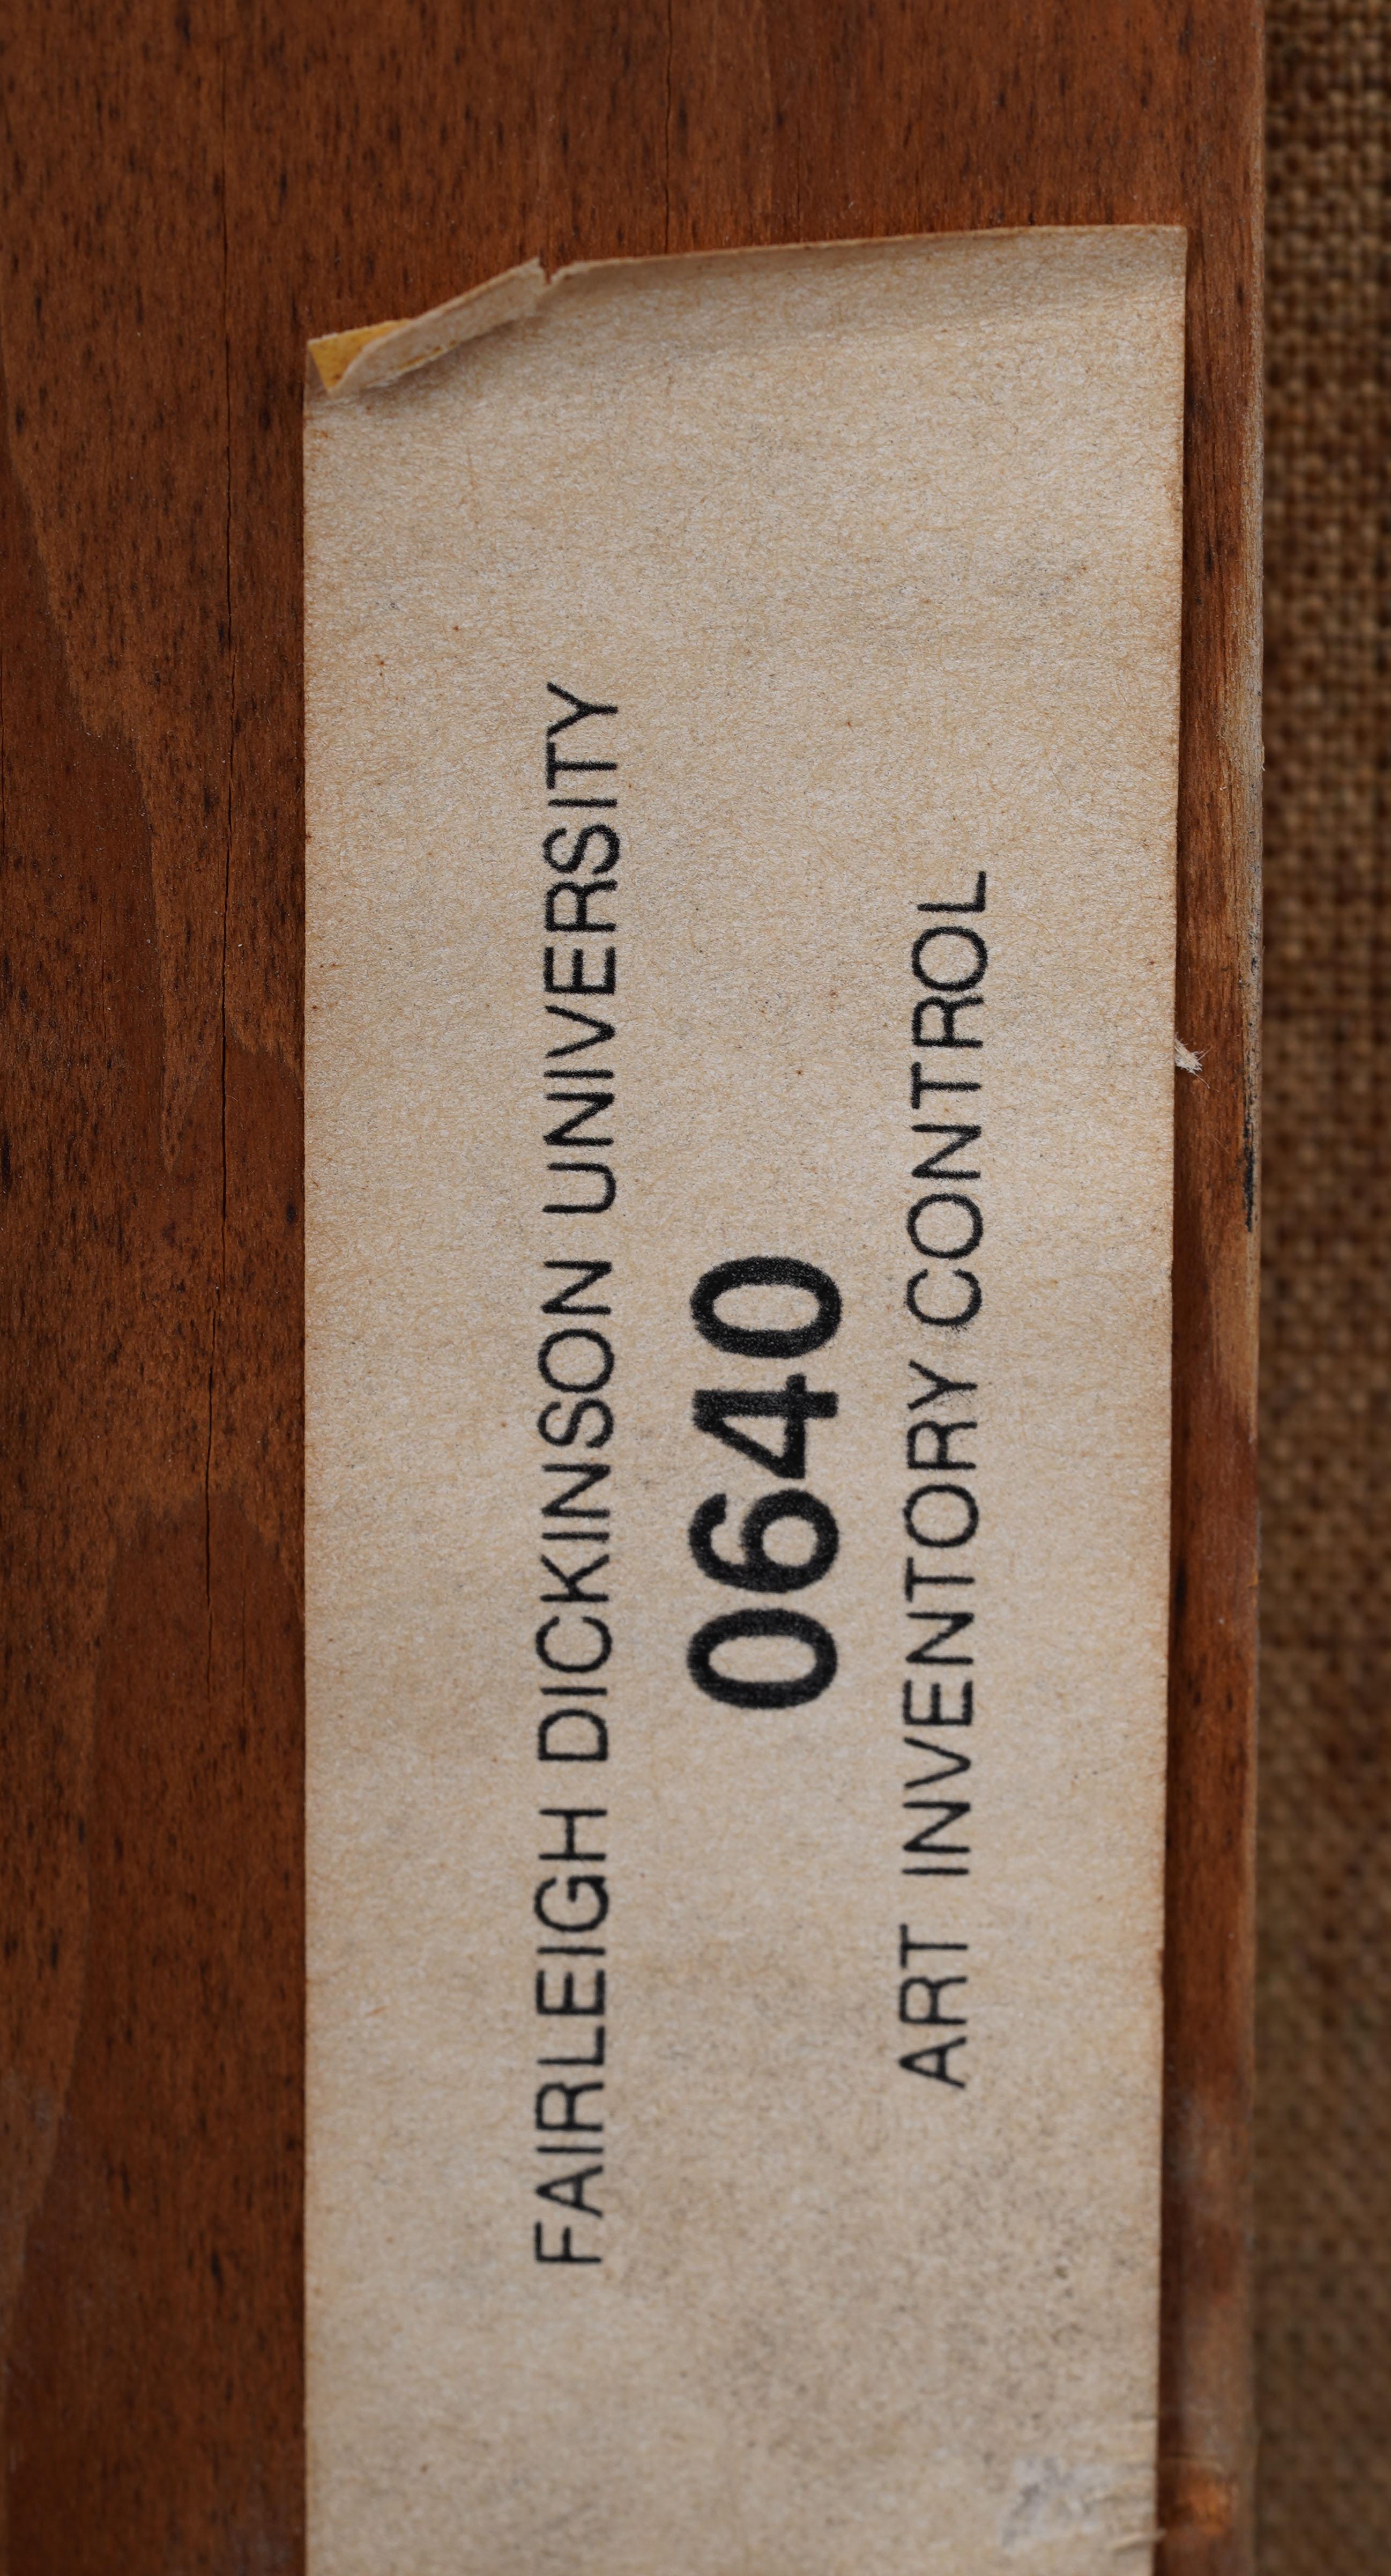 FAIRLEIGH DICKINSON UNIVERSITY
0640
ART INVENTORY CONTROL